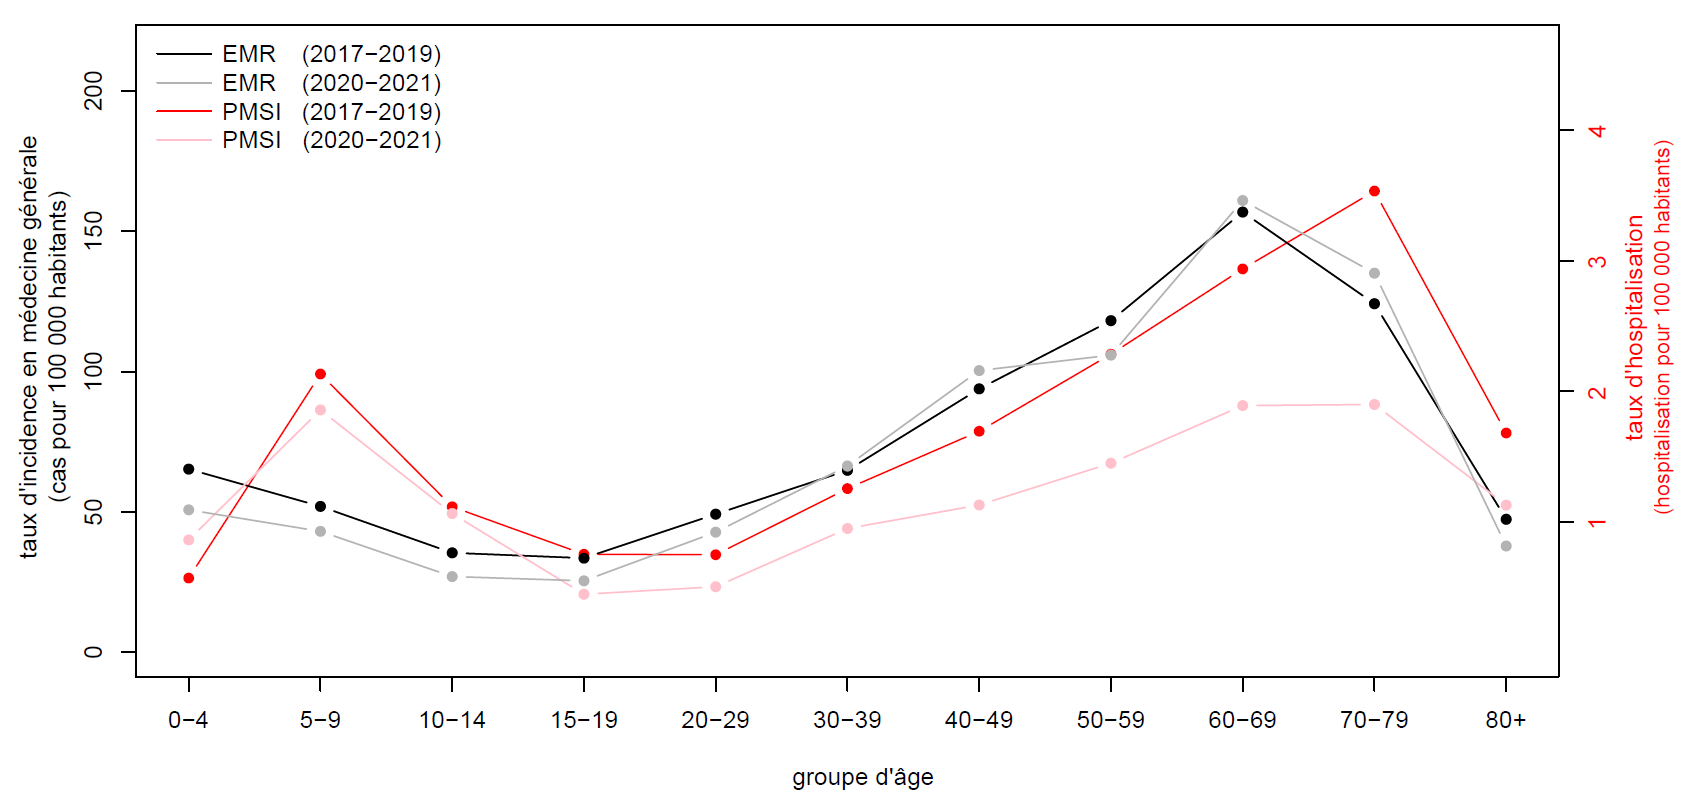 EMR (2017−2019)
EMR (2020−2021)
PMSI (2017−2019)
PMSI (2020−2021)
taux d'incidence en médecine générale
(cas pour 100 000 habitants)
200
150
100
50
0
4
3
2
1
taux d'hospitalisation
(hospitalisation pour 100 000 habitants)
0−4 5−9 10−14 15−19 20−29 30−39 40−49 50−59 60−69 70−79 80+
groupe d'âge